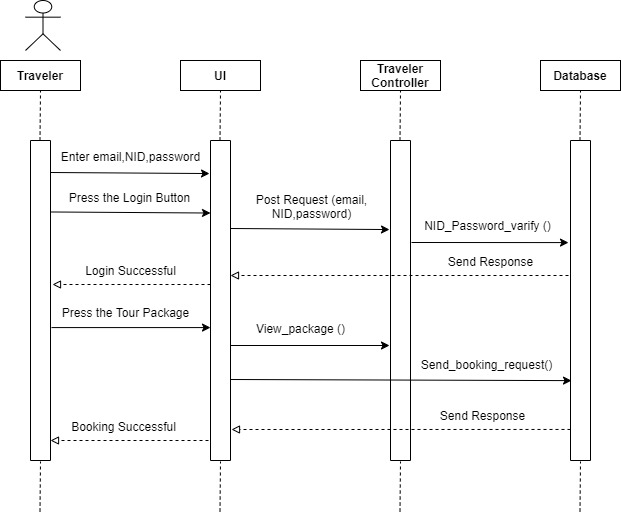 Traveler
UI
Traveler
Controller
Database
Enter email,NID,password
Press the Login Button
Post Request (email,
NID,password)
NID_Password_varify ()
Send Response
Login Successful
Press the Tour Package
View_package ()
Send_booking_request()
Send Response
Booking Successful